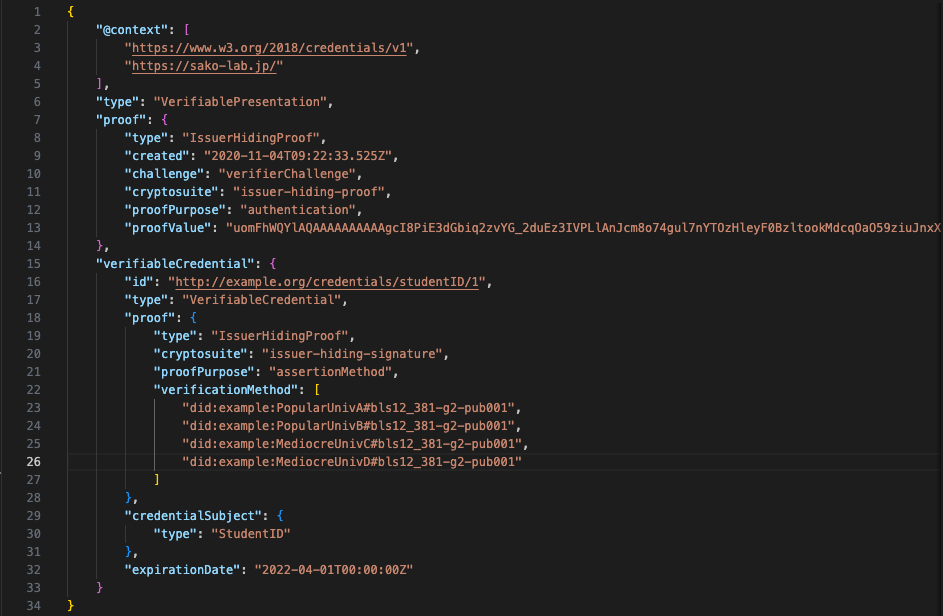 1 {
2 "@context": [
3 "https://www.w3.org/2018/credentials/v1",
4 "https://sako-lab.jp/"
5 ],
6 "type": "VerifiablePresentation",
7 "proof": {
8 "type": "IssuerHidingProof",
9 "created": "2020-11-04T09:22:33.525Z",
10 "challenge": "verifierChallenge",
11 "cryptosuite": "issuer-hiding-proof",
12 "proofPurpose": "authentication",
13 "proofValue": "uomFhWQYlAQAAAAAAAAAAgcI8PiE3dGbiq2zvYG_2duEz3IVPLlAnJcm8o74gul7nYTOzHleyF0BzltookMdcqOaO59ziuJnxX
14 },
15 "verifiableCredential": {
16 "id": "http://example.org/credentials/studentID/1",
17 "type": "VerifiableCredential",
18 "proof": {
19 "type": "IssuerHidingProof",
20 "cryptosuite": "issuer-hiding-signature",
21 "proofPurpose": "assertionMethod",
22 "verificationMethod": [
23 "did:example:PopularUnivA#bls12_381-g2-pub001",
24 "did:example:PopularUnivB#bls12_381-g2-pub001",
25 "did:example:MediocreUnivC#bls12_381-g2-pub001",
26 "did:example:MediocreUnivD#bls12_381-g2-pub001"
27 ]
28 },
29 "credentialSubject": {
30 "type": "StudentID"
31 },
32 "expirationDate": "2022-04-01T00:00:00Z"
33 }
34 }